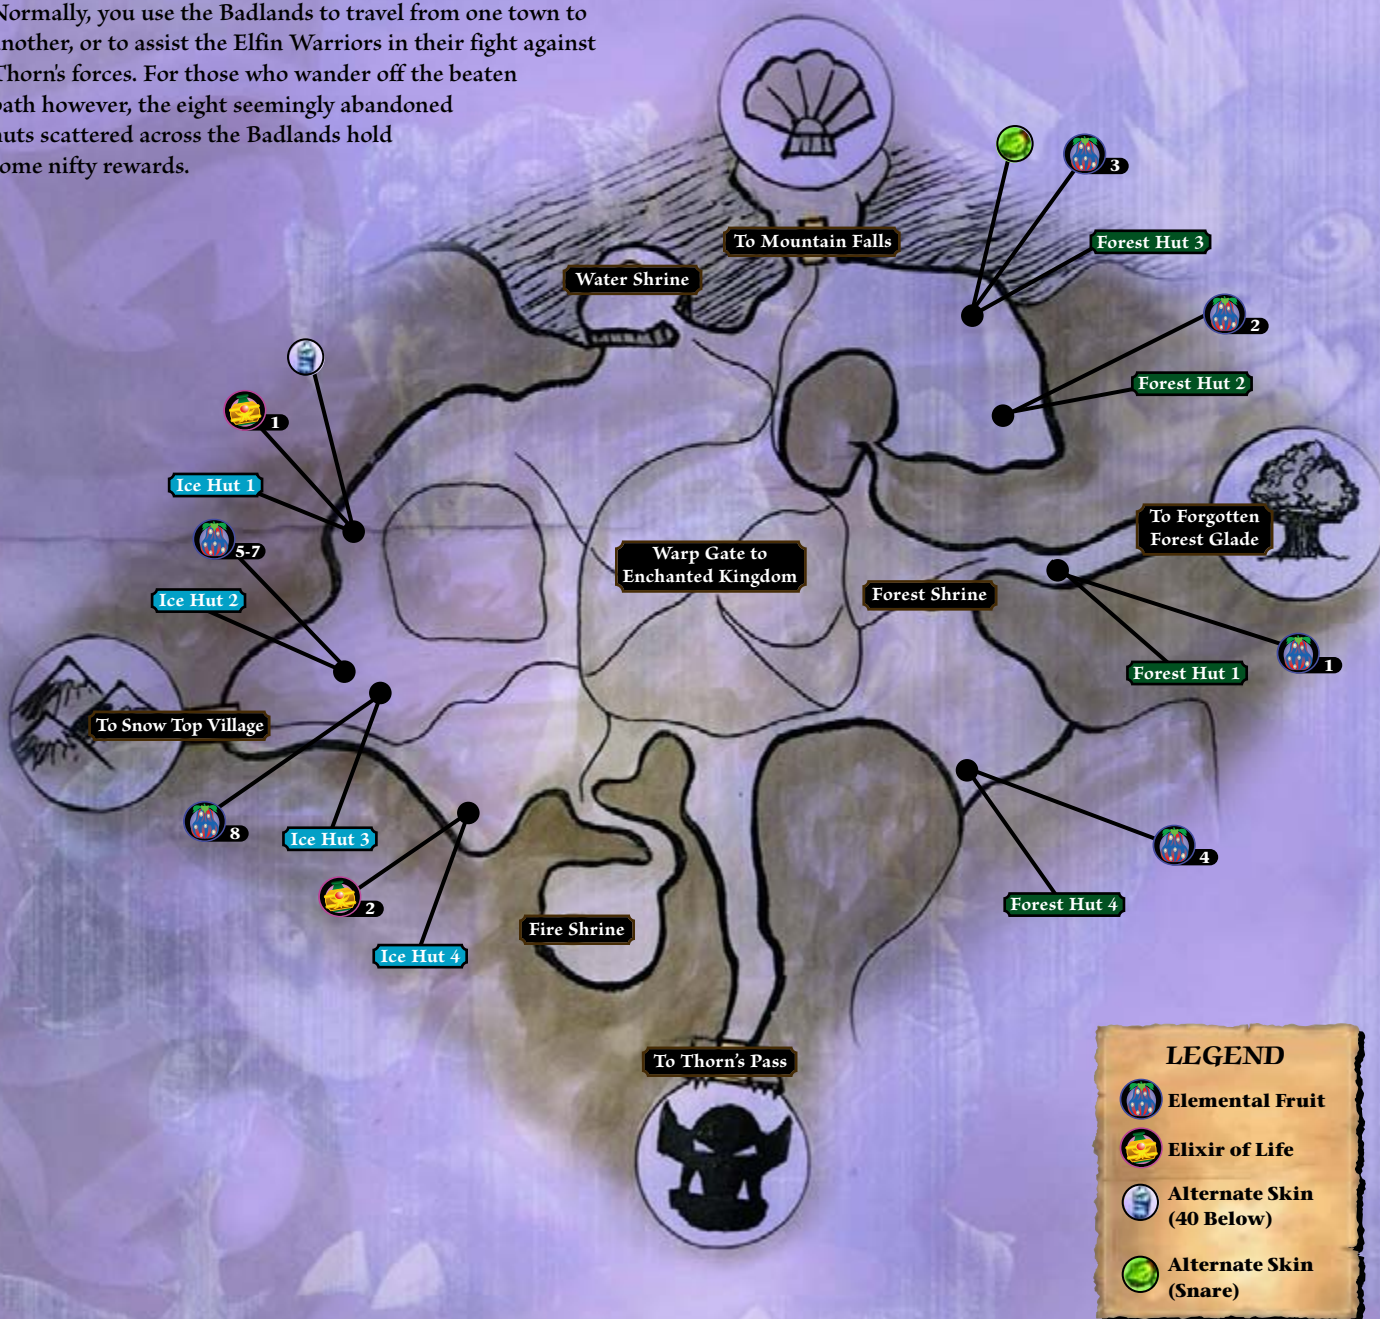 Normally, you use the Badlands to travel from one town to
another, or to assist the Elfin Warriors in their fight against
Thorn's forces. For those who wander off the beaten
path however, the eight seemingly abandoned
huts scattered across the Badlands hold
some nifty rewards.
3
To Mountain Falls
Forest Hut 3
Water Shrine
2
Forest Hut 2
1
Ice Hut 1
To Forgotten
Forest Glade
5-7
Warp Gate to
Enchanted Kingdom
Ice Hut 2
Forest Shrine
1
Forest Hut 1
To Snow Top Village
8
Ice Hut 3
4
2
Forest Hut 4
Fire Shrine
Ice Hut 4
To Thorn's Pass
LEGEND
Elemental Fruit
Elixir of Life
Alternate Skin
(40 Below)
Alternate Skin
(Snare)